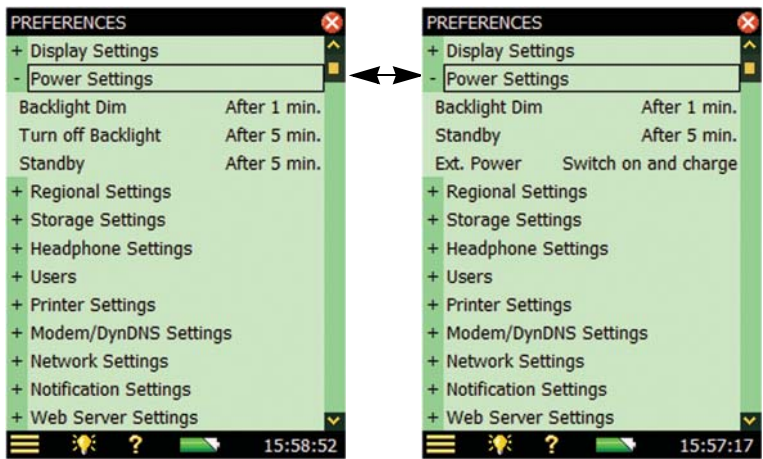 PREFERENCES
+ Display Settings
- Power Settings
Backlight Dim After 1 min.
Turn off Backlight After 5 min.
Standby After 5 min.
+ Regional Settings
+ Storage Settings
+ Headphone Settings
+ Users
+ Printer Settings
+ Modem/DynDNS Settings
+ Network Settings
+ Notification Settings
+ Web Server Settings
? 15:58:52
PREFERENCES
+ Display Settings
- Power Settings
Backlight Dim After 1 min.
Standby After 5 min.
Ext. Power Switch on and charge
+ Regional Settings
+ Storage Settings
+ Headphone Settings
+ Users
+ Printer Settings
+ Modem/DynDNS Settings
+ Network Settings
+ Notification Settings
+ Web Server Settings
? 15:57:17